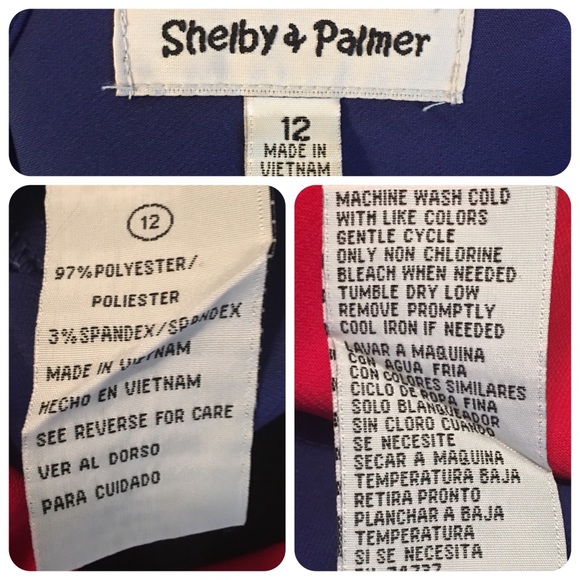 Shelby & Palmer
12
MADE IN
VIETNAM
12
97%POLYESTER/
POLIESTER
3%SPANDEX/SPANDEX
MADE IN VIETNAM
HECHO EN VIETNAM
SEE REVERSE FOR CARE
VER AL DORSO
PARA CUIDADO
MACHINE WASH COLD
WITH LIKE COLORS
GENTLE CYCLE
ONLY NON CHLORINE
BLEACH WHEN NEEDED
TUMBLE DRY LOW
REMOVE PROMPTLY
COOL IRON IF NEEDED
LAVAR A MAQUINA
CON AGUA FRIA
CON COLORES SIMILARES
CICLO DE ROPA FINA
SOLO BLANQUEADOR
SIN CLORO CUANDO
SE NECESITE
SECAR A MAQUINA
TEMPERATURA BAJA
RETIRA PRONTO
PLANCHAR A BAJA
TEMPERATURA
SI SE NECESITA